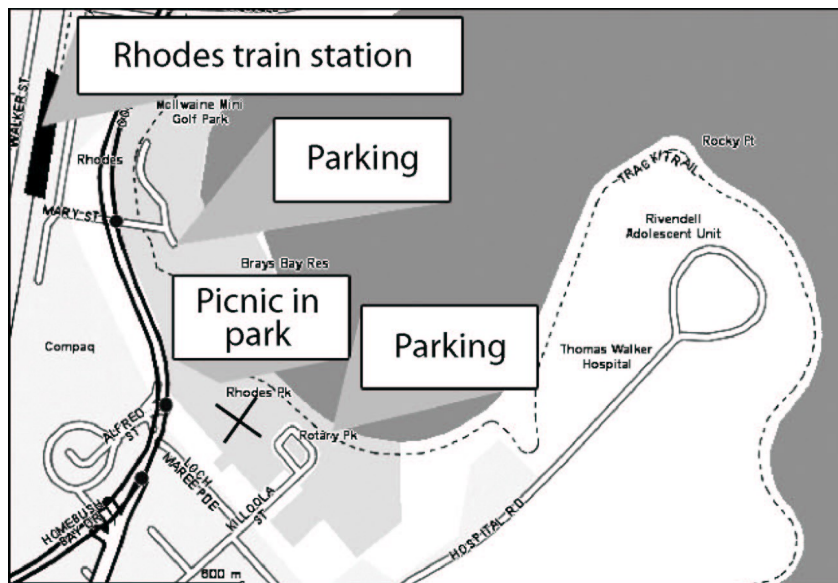 Rhodes train station
WALKER ST
McIlwaine Mini
Golf Park
Parking
Rocky Pt
Rhodes
TRACK/TRAIL
MARY ST
Rivendell
Adolescent Unit
Brays Bay Res
Picnic in
park
Parking
Compaq
Thomas Walker
Hospital
Rhodes Pk
ALFRED
ST
Rotary Pk
LOCH
MAREE PDE
KILLOOLA
ST
HOMEBUSH
BAY DR
HOSPITAL RD
600 m